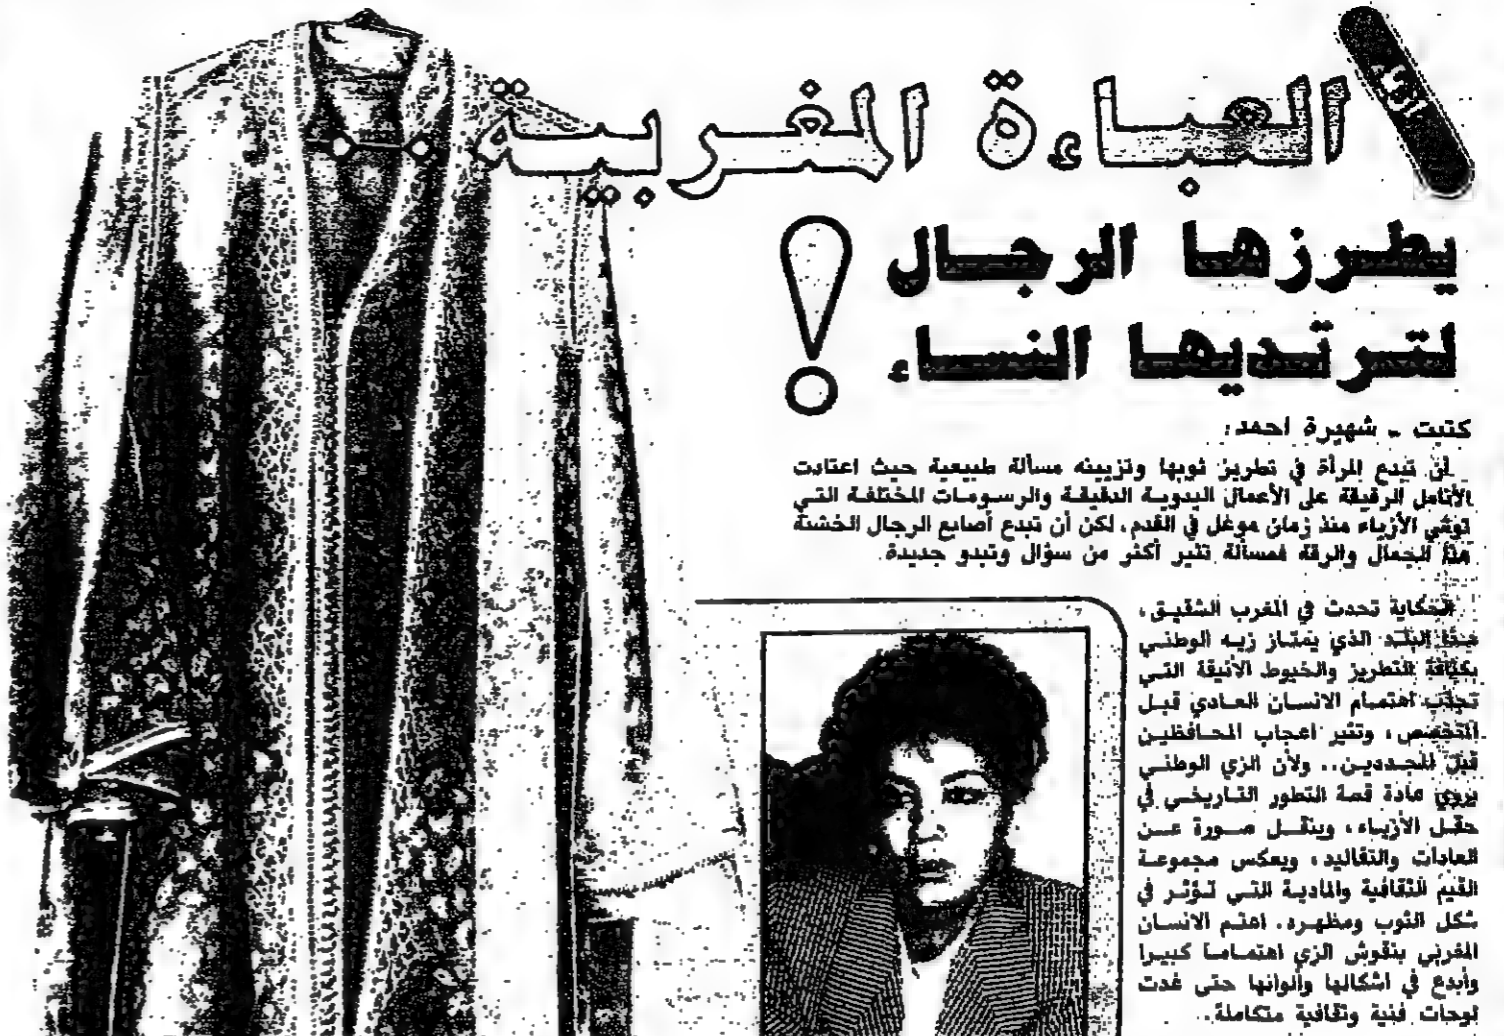 أزياء
العباءة المغربية
يطرزها الرجال
لترتديها النساء !
كتبت ـ شهيرة احمد:
أن تبدع المرأة في تطريز ثوبها وتزيينه مسألة طبيعية حيث اعتادت
الأنامل الرقيقة على الأعمال اليدوية الدقيقة والرسومات المختلفة التي
توشي الأزياء منذ زمان موغل في القدم، لكن أن تبدع أصابع الرجال الخشنة
هذا الجمال والرقة فمسألة تثير أكثر من سؤال وتبدو جديدة.
الحكاية تحدث في المغرب الشقيق،
هذا البلد الذي يمتاز زيه الوطني
بكثافة التطريز والخيوط الأنيقة التي
تجذب اهتمام الانسان العادي قبل
المتخصص، وتثير اعجاب المحافظين
قبل المجددين.. ولأن الزي الوطني
يروي عادة قصة التطور التاريخي في
حقل الأزياء، وينقل صورة عن
العادات والتقاليد، ويعكس مجموعة
القيم الثقافية والمادية التي تؤثر في
شكل الثوب ومظهره. اهتم الانسان
المغربي بنقوش الزي اهتماما كبيرا
وأبدع في أشكالها وألوانها حتى غدت
لوحات فنية وثقافية متكاملة.